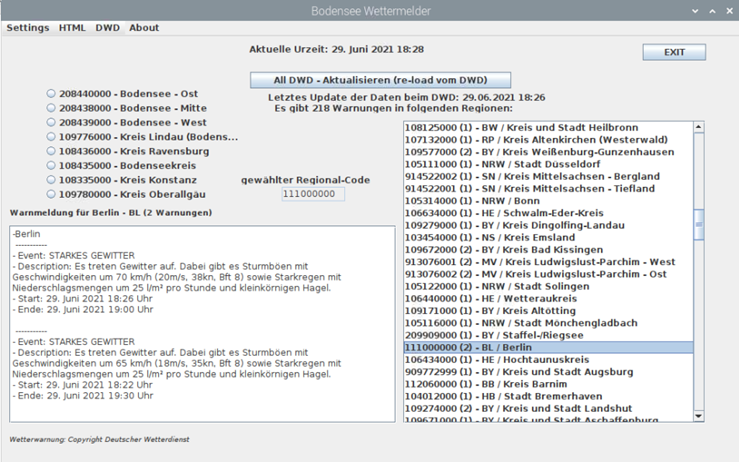 Bodensee Wettermelder
Settings HTML DWD About
Aktuelle Urzeit: 29. Juni 2021 18:28
EXIT
All DWD - Aktualisieren (re-load vom DWD)
Letztes Update der Daten beim DWD: 29.06.2021 18:26
Es gibt 218 Warnungen in folgenden Regionen:
208440000 - Bodensee - Ost
208438000 - Bodensee - Mitte
208439000 - Bodensee - West
109776000 - Kreis Lindau (Bodens...
108436000 - Kreis Ravensburg
108435000 - Bodenseekreis
108335000 - Kreis Konstanz
109780000 - Kreis Oberallgäu
gewählter Regional-Code
111000000
Warnmeldung für Berlin - BL (2 Warnungen)
-Berlin
-----------
- Event: STARKES GEWITTER
- Description: Es treten Gewitter auf. Dabei gibt es Sturmböen mit
Geschwindigkeiten um 70 km/h (20m/s, 38kn, Bft 8) sowie Starkregen mit
Niederschlagsmengen um 25 l/m² pro Stunde und kleinkörnigen Hagel.
- Start: 29. Juni 2021 18:26 Uhr
- Ende: 29. Juni 2021 19:00 Uhr
-----------
- Event: STARKES GEWITTER
- Description: Es treten Gewitter auf. Dabei gibt es Sturmböen mit
Geschwindigkeiten um 65 km/h (18m/s, 35kn, Bft 8) sowie Starkregen mit
Niederschlagsmengen um 25 l/m² pro Stunde und kleinkörnigen Hagel.
- Start: 29. Juni 2021 18:22 Uhr
- Ende: 29. Juni 2021 19:30 Uhr
108125000 (1) - BW / Kreis und Stadt Heilbronn
107132000 (1) - RP / Kreis Altenkirchen (Westerwald)
109577000 (2) - BY / Kreis Weißenburg-Gunzenhausen
105111000 (1) - NRW / Stadt Düsseldorf
914522002 (1) - SN / Kreis Mittelsachsen - Bergland
914522001 (1) - SN / Kreis Mittelsachsen - Tiefland
105314000 (1) - NRW / Bonn
106634000 (1) - HE / Schwalm-Eder-Kreis
109279000 (1) - BY / Kreis Dingolfing-Landau
103454000 (1) - NS / Kreis Emsland
109672000 (2) - BY / Kreis Bad Kissingen
913076001 (2) - MV / Kreis Ludwigslust-Parchim - West
913076002 (2) - MV / Kreis Ludwigslust-Parchim - Ost
105122000 (1) - NRW / Stadt Solingen
106440000 (1) - HE / Wetteraukreis
109171000 (1) - BY / Kreis Altötting
105116000 (1) - NRW / Stadt Mönchengladbach
209909000 (1) - BY / Staffel-/Riegsee
111000000 (2) - BL / Berlin
106434000 (1) - HE / Hochtaunuskreis
909772999 (1) - BY / Kreis und Stadt Augsburg
112060000 (1) - BB / Kreis Barnim
104012000 (1) - HB / Stadt Bremerhaven
109274000 (2) - BY / Kreis und Stadt Landshut
109671000 (1) - BY / Kreis und Stadt Aschaffenburg
Wetterwarnung: Copyright Deutscher Wetterdienst